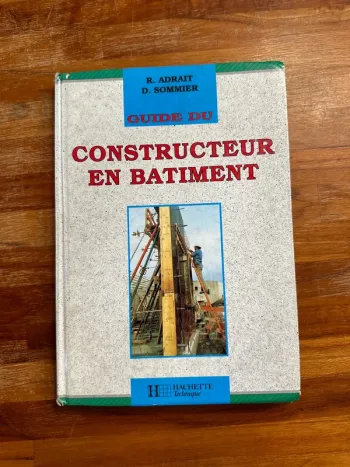 R. ADRAIT
D. SOMMIER
GUIDE DU
CONSTRUCTEUR
EN BATIMENT
H HACHETTE
Technique